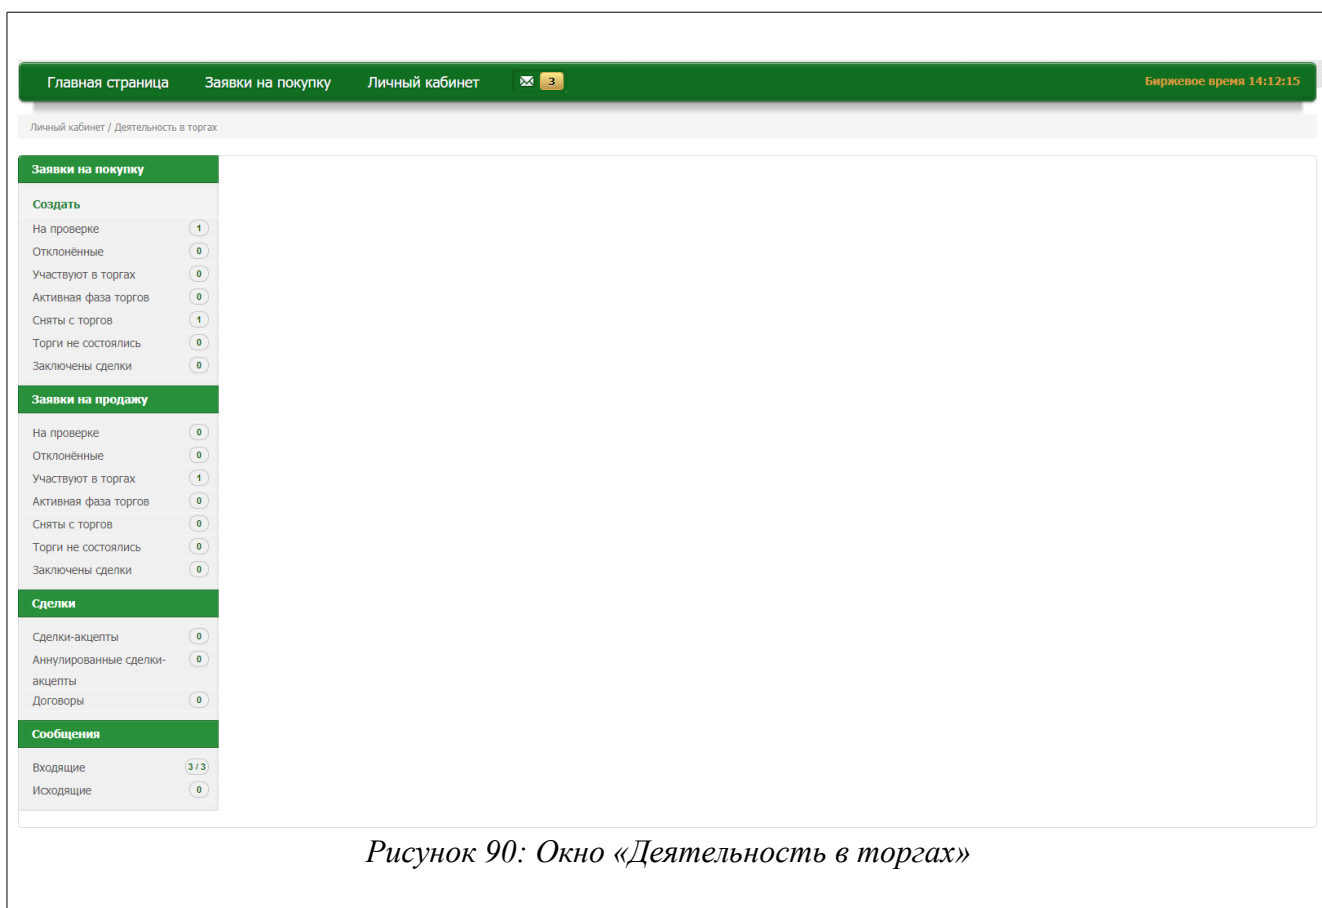 Главная страница Заявки на покупку Личный кабинет 3 Биржевое время 14:12:15
Личный кабинет / Деятельность в торгах
Заявки на покупку
Создать
На проверке 1
Отклонённые 0
Участвуют в торгах 0
Активная фаза торгов 0
Сняты с торгов 1
Торги не состоялись 0
Заключены сделки 0
Заявки на продажу
На проверке 0
Отклонённые 0
Участвуют в торгах 1
Активная фаза торгов 0
Сняты с торгов 0
Торги не состоялись 0
Заключены сделки 0
Сделки
Сделки-акцепты 0
Аннулированные сделки- 0
акцепты
Договоры 0
Сообщения
Входящие 3 / 3
Исходящие 0
Рисунок 90: Окно «Деятельность в торгах»